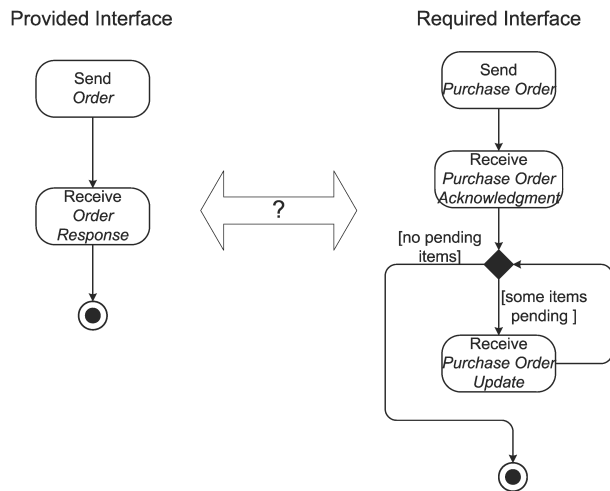 Provided Interface
Send
Order
Receive
Order
Response
?
Required Interface
Send
Purchase Order
Receive
Purchase Order
Acknowledgment
[no pending
items]
[some items
pending ]
Receive
Purchase Order
Update